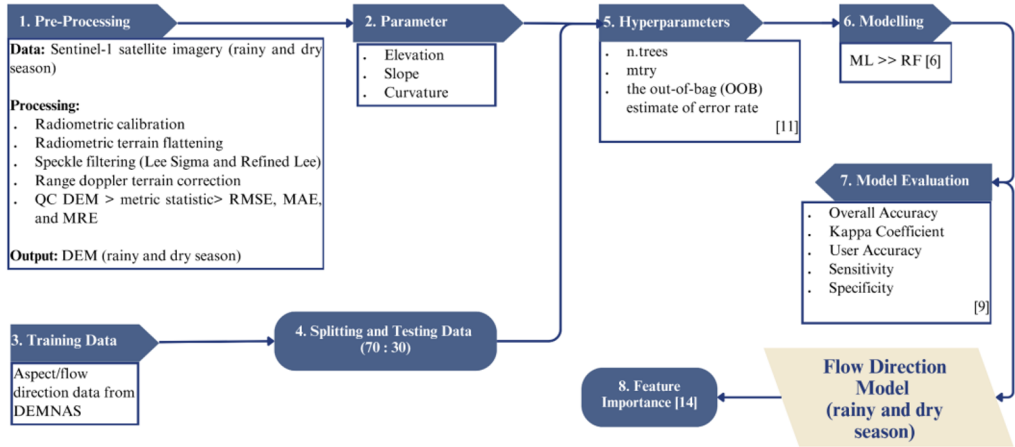 1. Pre-Processing
Data: Sentinel-1 satellite imagery (rainy and dry
season)
Processing:
. Radiometric calibration
. Radiometric terrain flattening
. Speckle filtering (Lee Sigma and Refined Lee)
. Range doppler terrain correction
. QC DEM > metric statistic> RMSE, MAE,
and MRE
Output: DEM (rainy and dry season)
2. Parameter
. Elevation
. Slope
. Curvature
3. Training Data
Aspect/flow
direction data from
DEMNAS
4. Splitting and Testing Data
(70 : 30)
5. Hyperparameters
. n.trees
. mtry
. the out-of-bag (OOB)
estimate of error rate
[11]
6. Modelling
ML >> RF [6]
7. Model Evaluation
. Overall Accuracy
. Kappa Coefficient
. User Accuracy
. Sensitivity
. Specificity
[9]
Flow Direction
Model
(rainy and dry
season)
8. Feature
Importance [14]